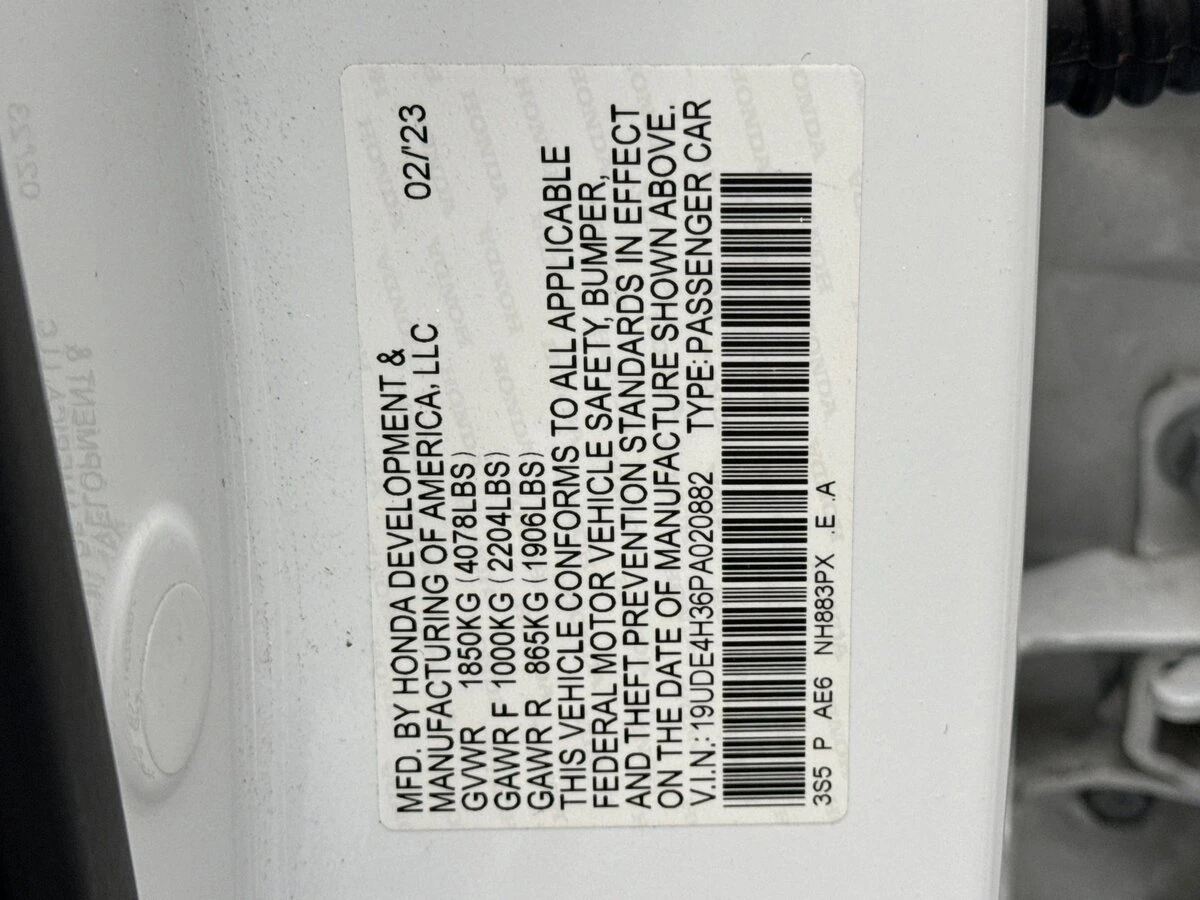 MFD. BY HONDA DEVELOPMENT &
MANUFACTURING OF AMERICA, LLC 02/'23
GVWR 1850KG (4078LBS)
GAWR F 1000KG (2204LBS)
GAWR R 865KG (1906LBS)
THIS VEHICLE CONFORMS TO ALL APPLICABLE
FEDERAL MOTOR VEHICLE SAFETY, BUMPER,
AND THEFT PREVENTION STANDARDS IN EFFECT
ON THE DATE OF MANUFACTURE SHOWN ABOVE.
V.I.N.: 19UDE4H36PA020882 TYPE: PASSENGER CAR
3S5 P AE6 NH883PX .E .A